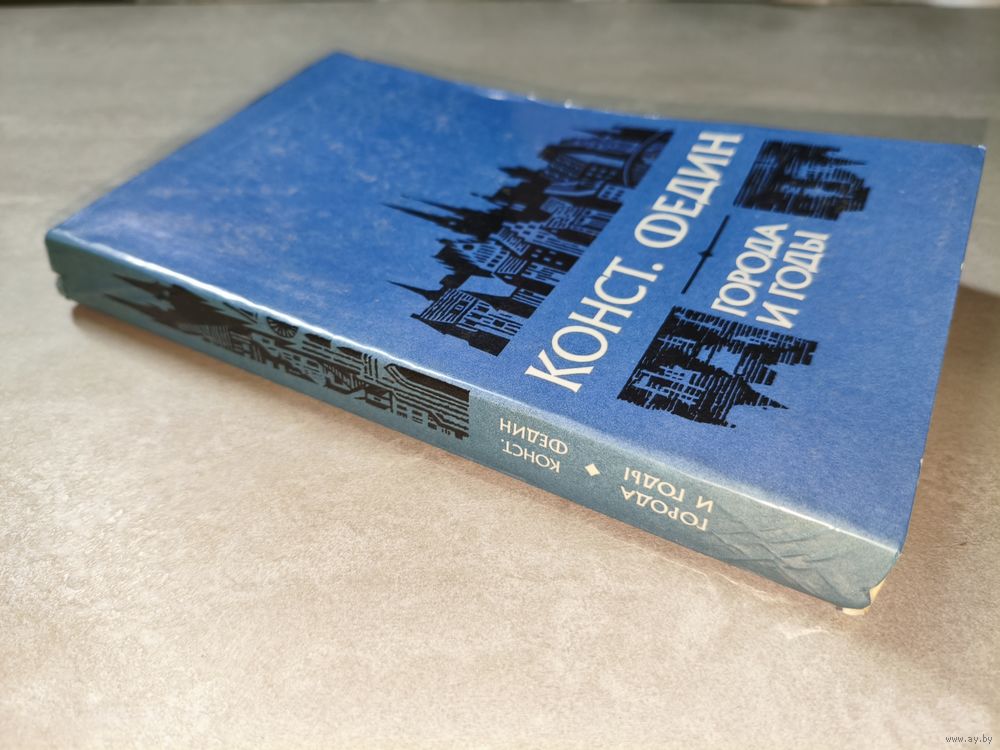 КОНСТ. ФЕДИН
ГОРОДА
И ГОДЫ
КОНСТ.
ФЕДИН
ГОРОДА
И ГОДЫ
www.ay.by